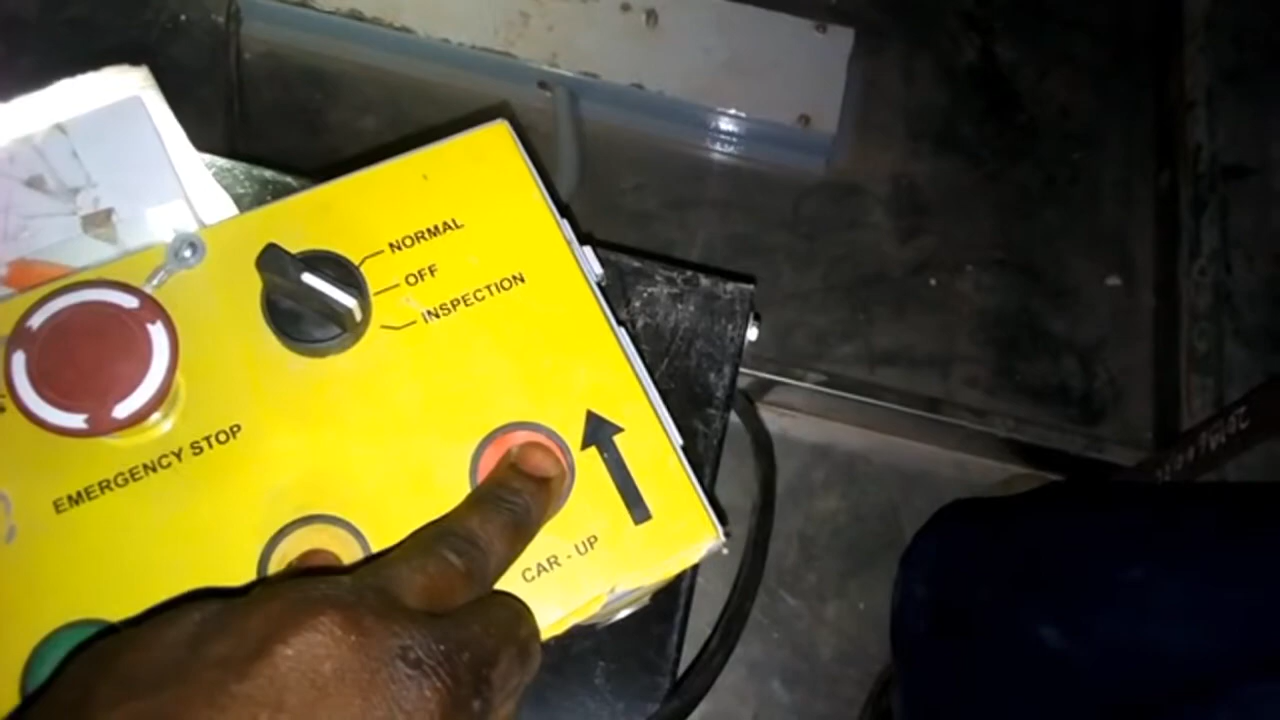 NORMAL
OFF
INSPECTION
EMERGENCY STOP
CAR - UP